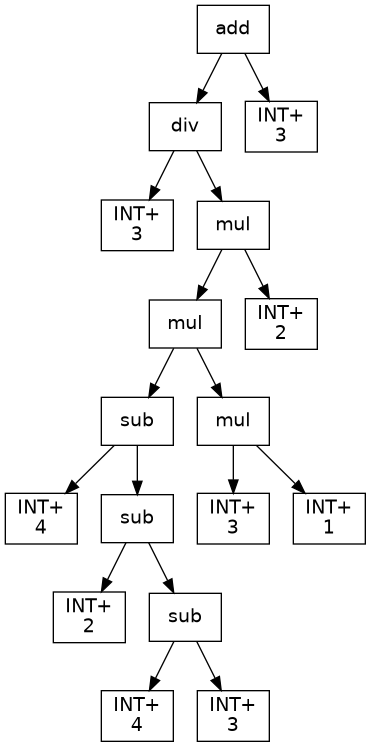 add
div
INT+
3
INT+
3
mul
mul
INT+
2
sub
mul
INT+
4
sub
INT+
3
INT+
1
INT+
2
sub
INT+
4
INT+
3